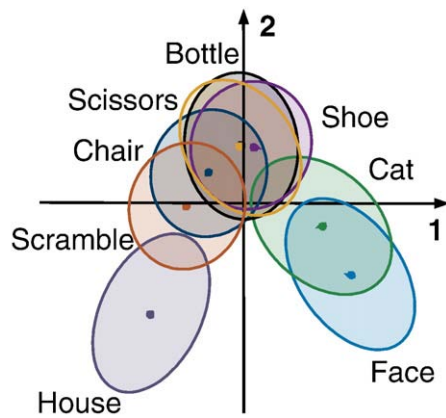 2
Bottle
Scissors
Shoe
Chair
Cat
1
Scramble
Face
House